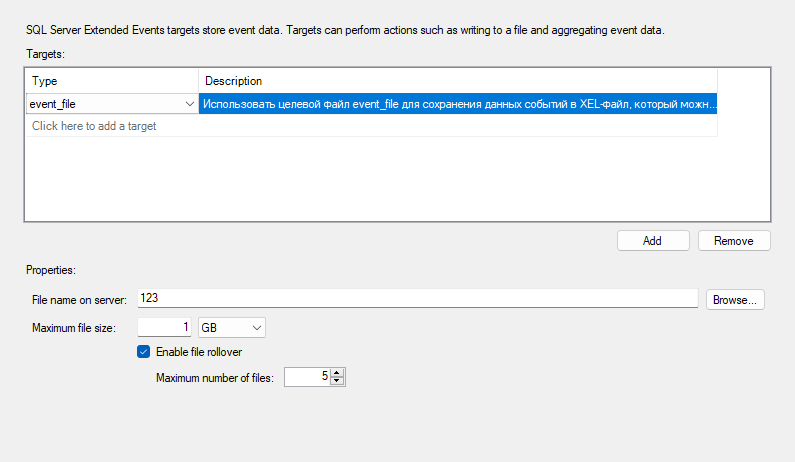 SQL Server Extended Events targets store event data. Targets can perform actions such as writing to a file and aggregating event data.
Targets:
Type Description
event_file Использовать целевой файл event_file для сохранения данных событий в XEL-файл, который можн...
Click here to add a target
Add Remove
Properties:
File name on server: 123 Browse...
Maximum file size: 1 GB
Enable file rollover
Maximum number of files: 5